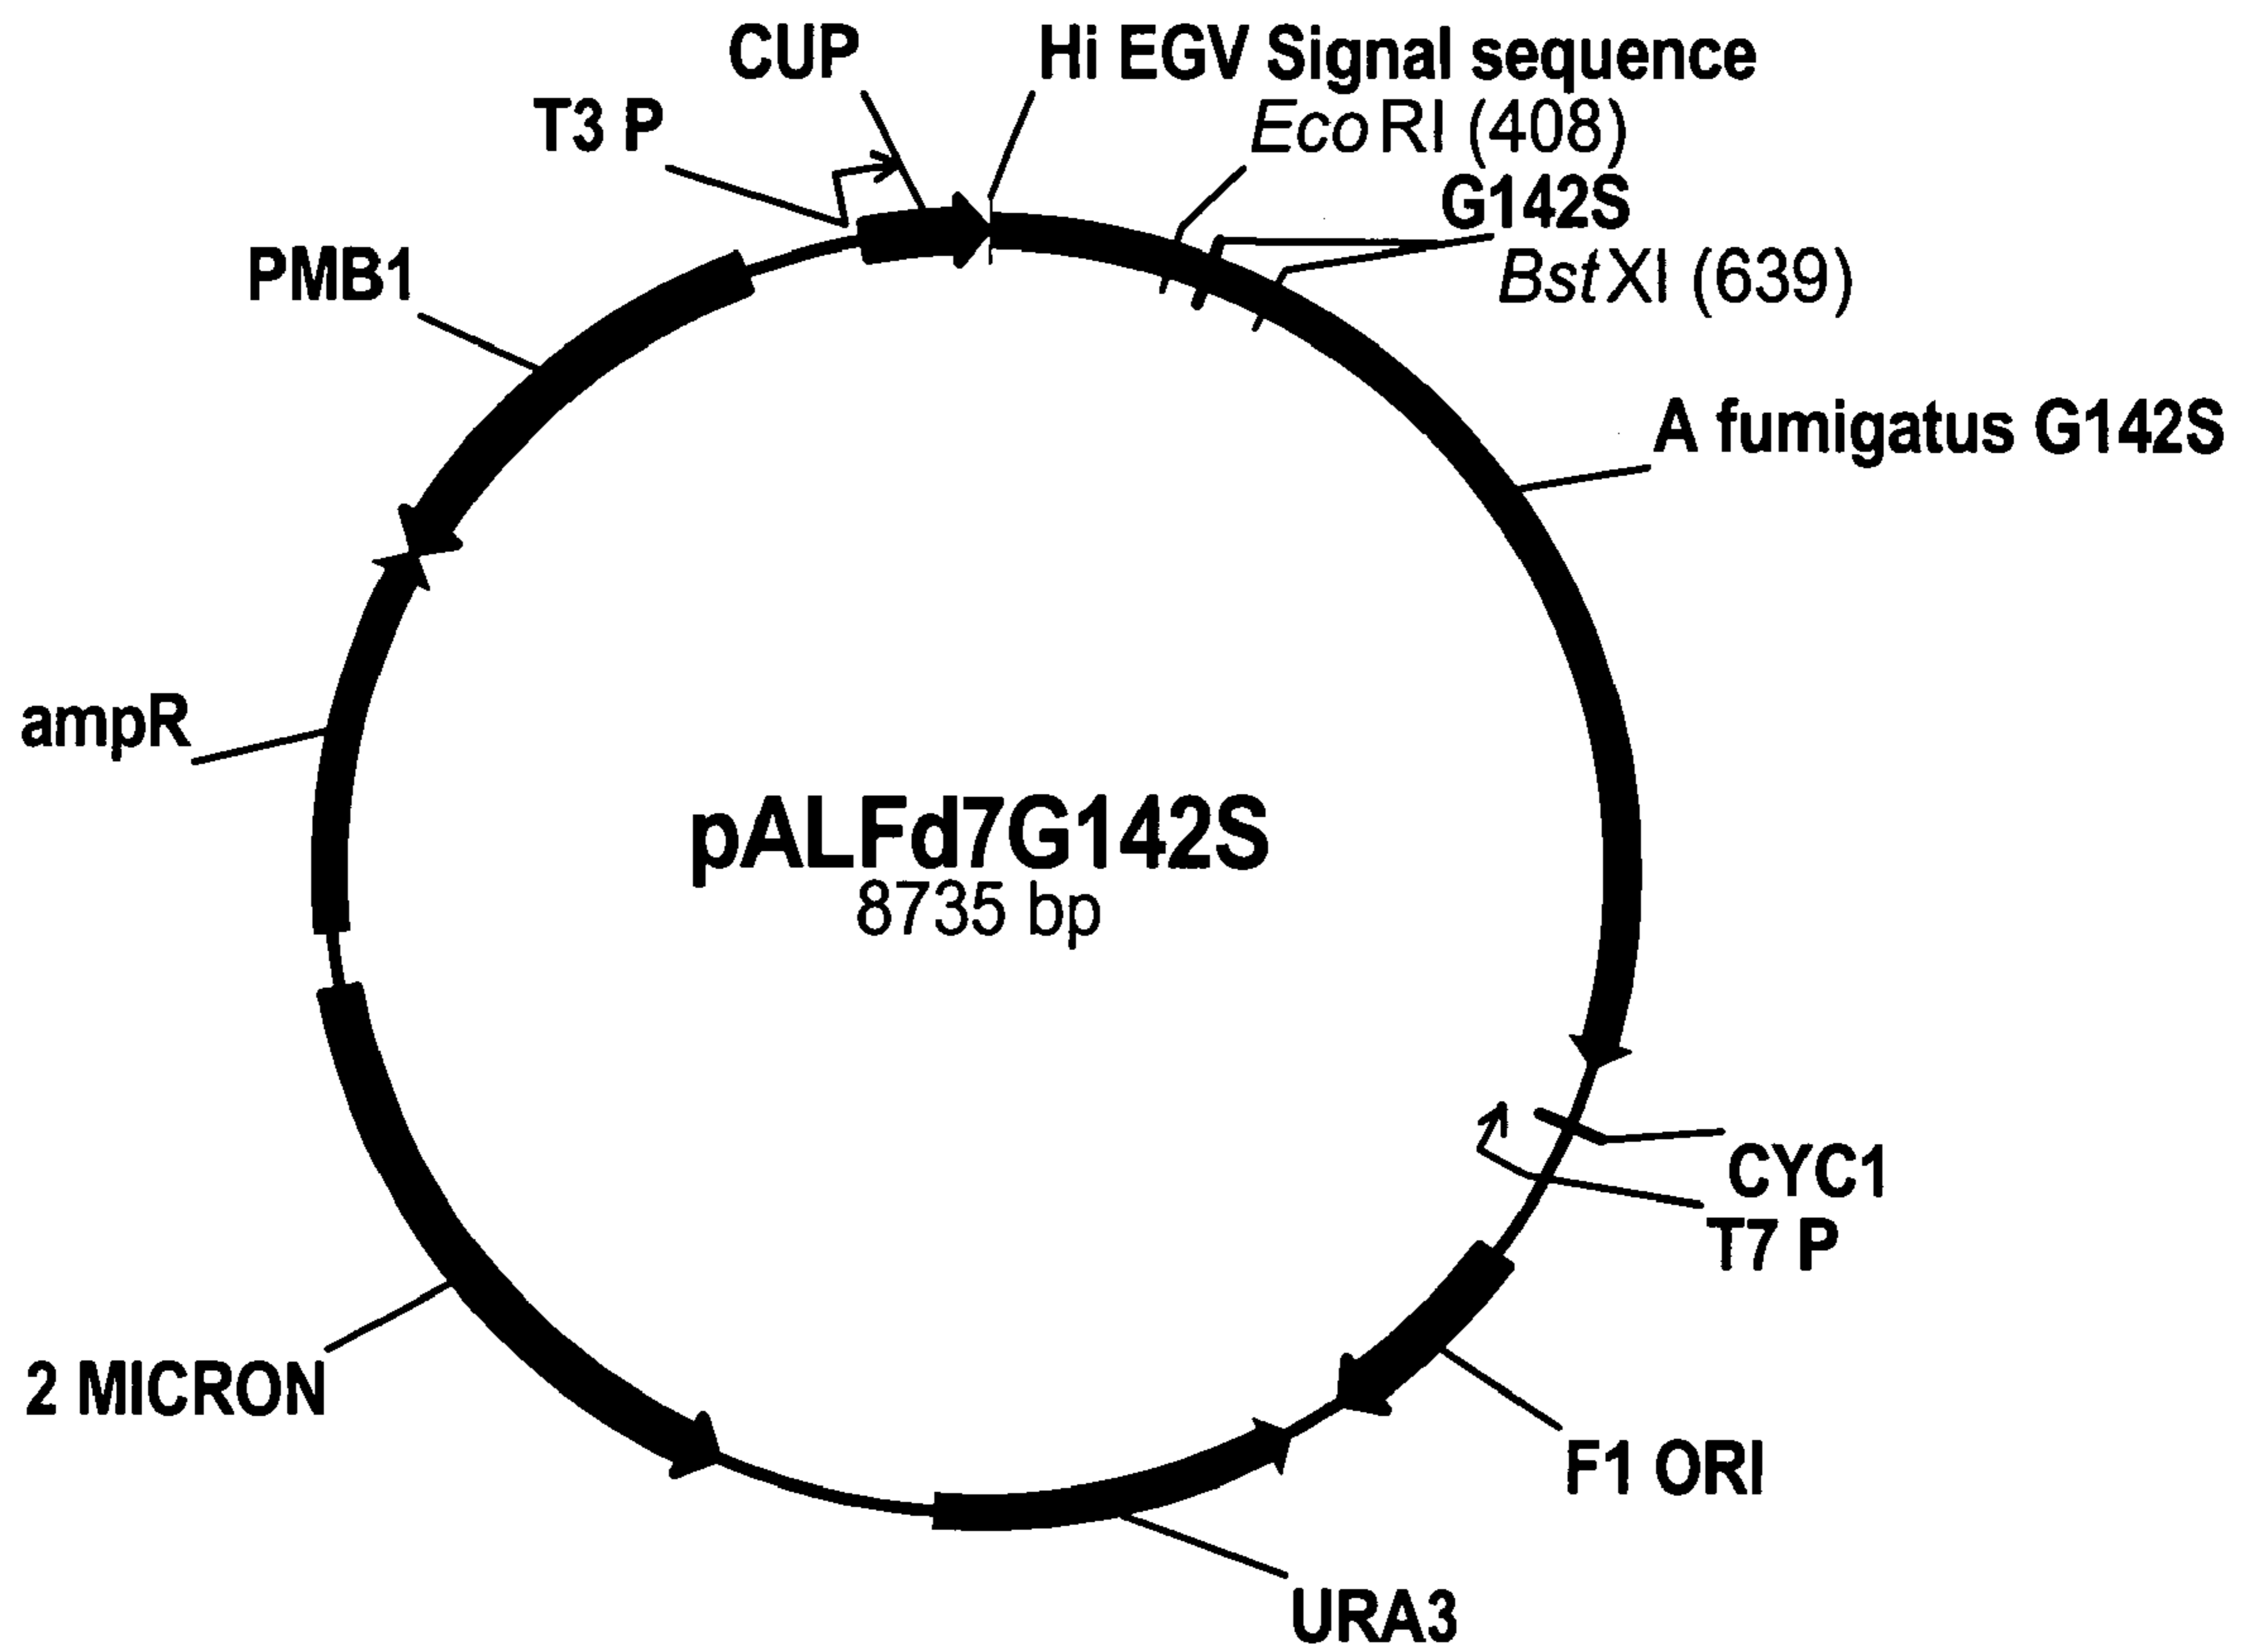 CUP
Hi EGV Signal sequence
T3 P
EcoRI (408)
G142S
PMB1
BstXI (639)
A fumigatus G142S
ampR
pALFd7G142S
8735 bp
CYC1
T7 P
2 MICRON
F1 ORI
URA3